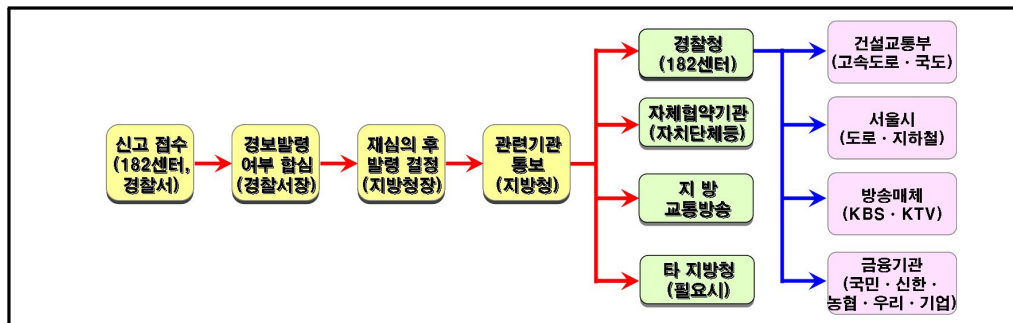 신고 접수
(182센터,
경찰서)
경보발령
여부 합심
(경찰서장)
재심의 후
발령 결정
(지방청장)
관련기관
통보
(지방청)
경찰청
(182센터)
자체협약기관
(자치단체등)
지 방
교통방송
타 지방청
(필요시)
건설교통부
(고속도로 · 국도)
서울시
(도로 · 지하철)
방송매체
(KBS · KTV)
금융기관
(국민 · 신한 ·
농협 · 우리 · 기업)